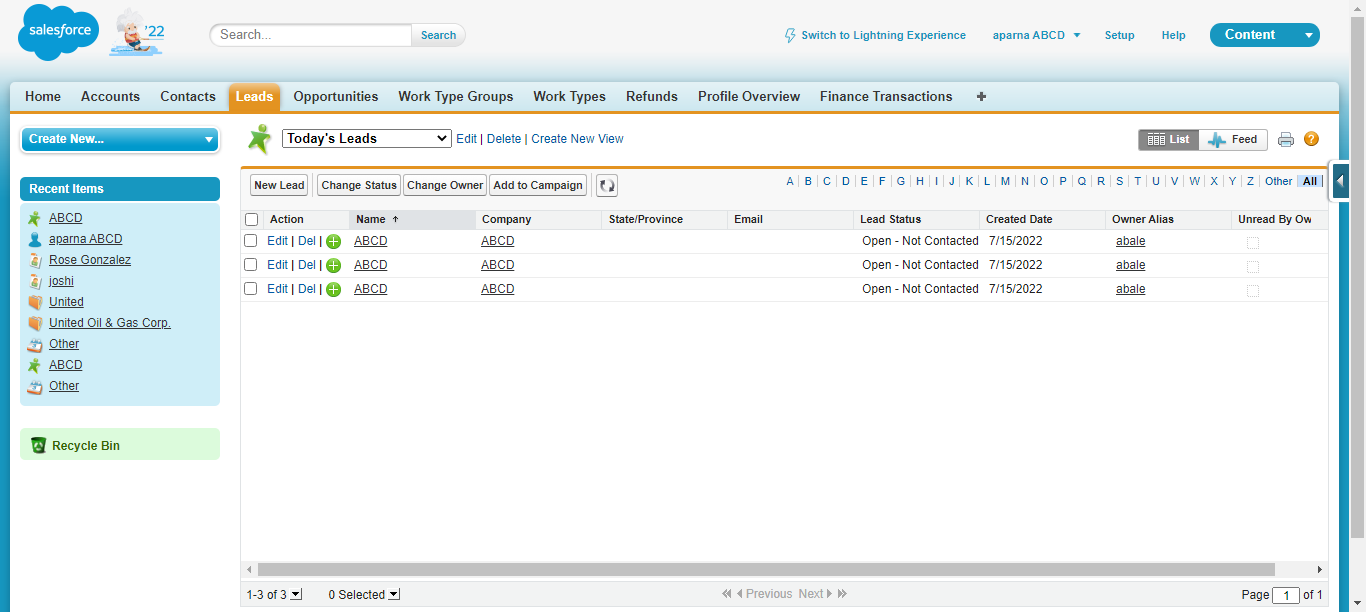 salesforce
'22
Search...
Search
Switch to Lightning Experience
aparna ABCD
Setup
Help
Content
Home Accounts Contacts Leads Opportunities Work Type Groups Work Types Refunds Profile Overview Finance Transactions +
Create New...
Recent Items
ABCD
aparna ABCD
Rose Gonzalez
joshi
United
United Oil & Gas Corp.
Other
ABCD
Other
Recycle Bin
Today's Leads Edit | Delete | Create New View
List Feed ?
New Lead Change Status Change Owner Add to Campaign
A | B | C | D | E | F | G | H | I | J | K | L | M | N | O | P | Q | R | S | T | U | V | W | X | Y | Z | Other | All |
Action Name Company State/Province Email Lead Status Created Date Owner Alias Unread By Ow
Edit | Del | ABCD ABCD Open - Not Contacted 7/15/2022 abale
Edit | Del | ABCD ABCD Open - Not Contacted 7/15/2022 abale
Edit | Del | ABCD ABCD Open - Not Contacted 7/15/2022 abale
1-3 of 3 0 Selected Previous Next Page 1 of 1